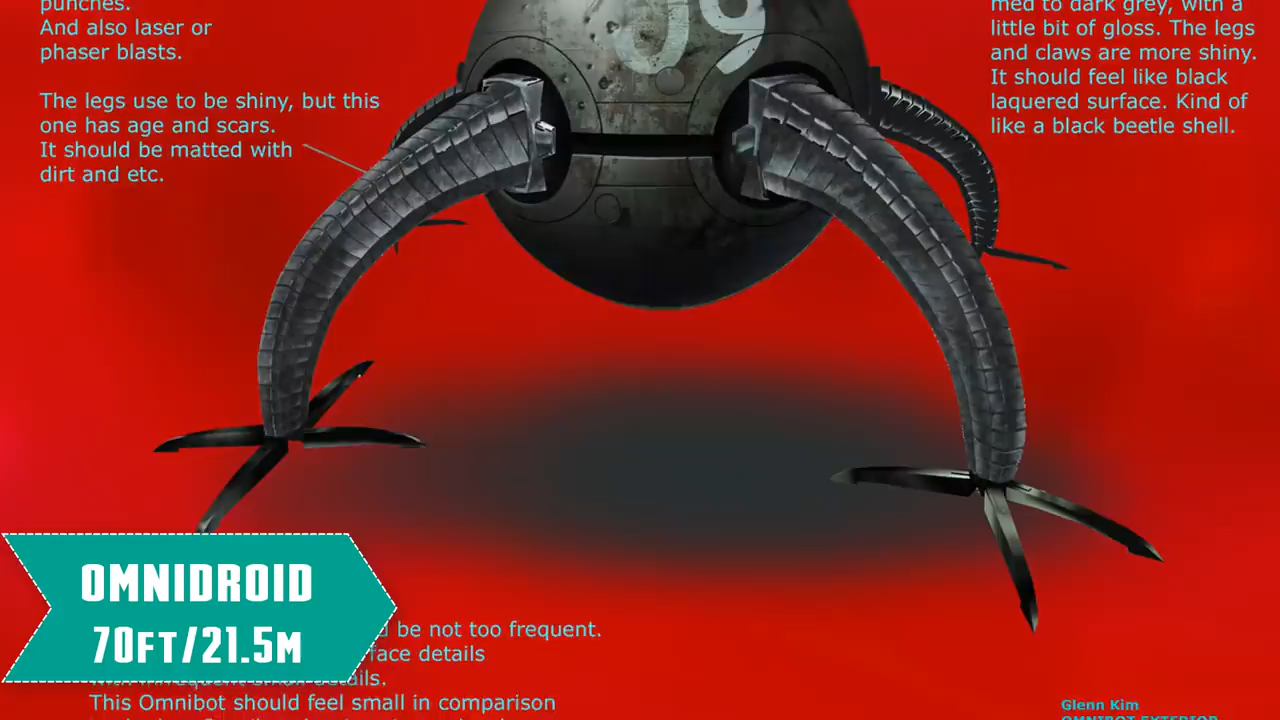 punches.
And also laser or
phaser blasts.
The legs use to be shiny, but this
one has age and scars.
It should be matted with
dirt and etc.
09
med to dark grey, with a
little bit of gloss. The legs
and claws are more shiny.
It should feel like black
laquered surface. Kind of
like a black beetle shell.
OMNIDROID
70FT/21.5M
be not too frequent.
face details
This Omnibot should feel small in comparison
Glenn Kim
OMNIBOT EXTERIOR